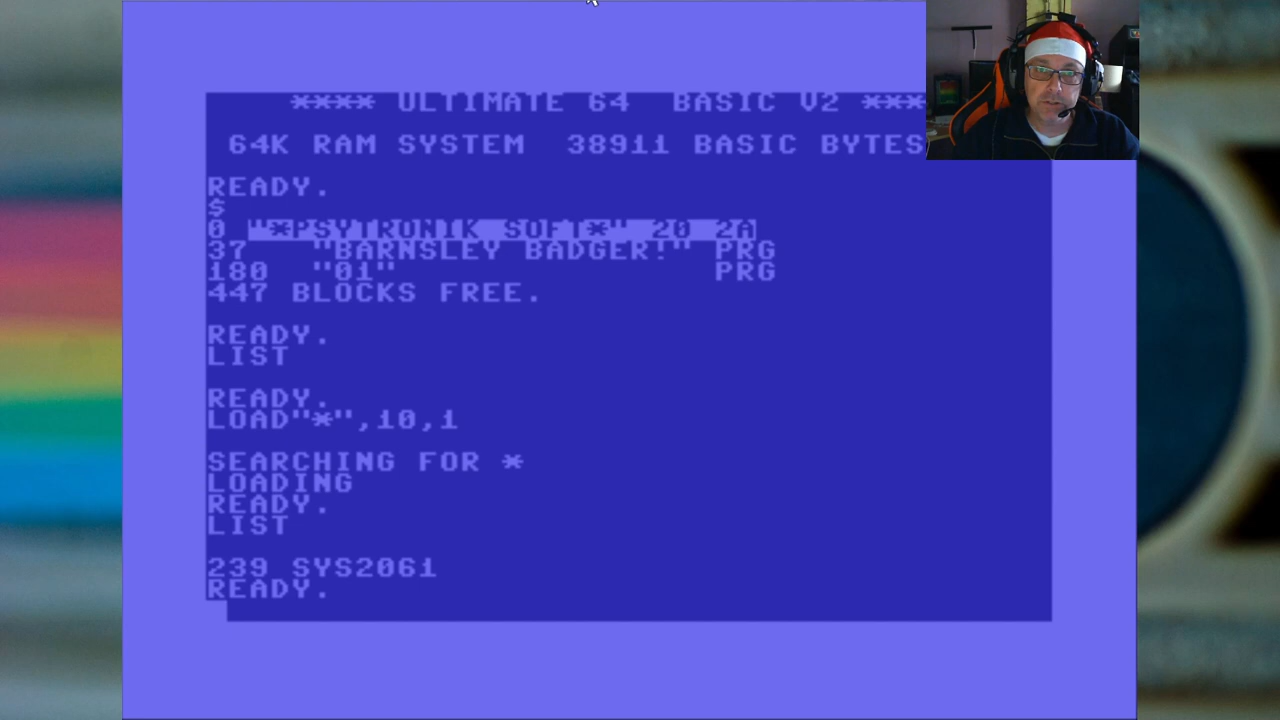 **** ULTIMATE 64 BASIC V2 ***
64K RAM SYSTEM 38911 BASIC BYTES
READY.
$
0 "*PSYTRONIK SOFT*" 20 2A
37 "BARNSLEY BADGER!" PRG
180 "01" PRG
447 BLOCKS FREE.
READY.
LIST
READY.
LOAD"*",10,1
SEARCHING FOR *
LOADING
READY.
LIST
239 SYS2061
READY.